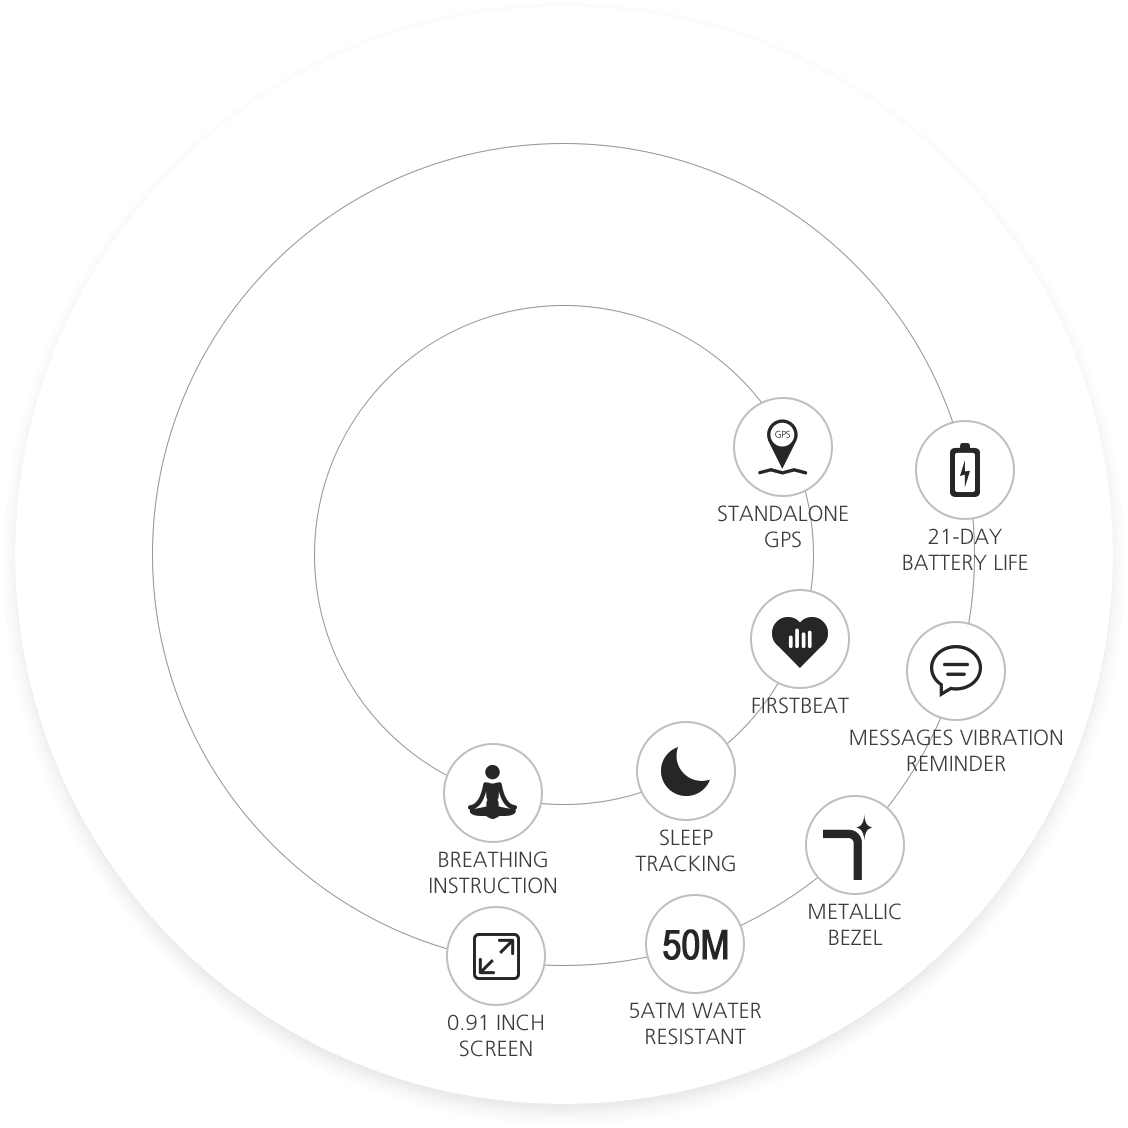 GPS
STANDALONE
GPS
21-DAY
BATTERY LIFE
FIRSTBEAT
MESSAGES VIBRATION
REMINDER
SLEEP
TRACKING
BREATHING
INSTRUCTION
METALLIC
BEZEL
50M
5ATM WATER
RESISTANT
0.91 INCH
SCREEN